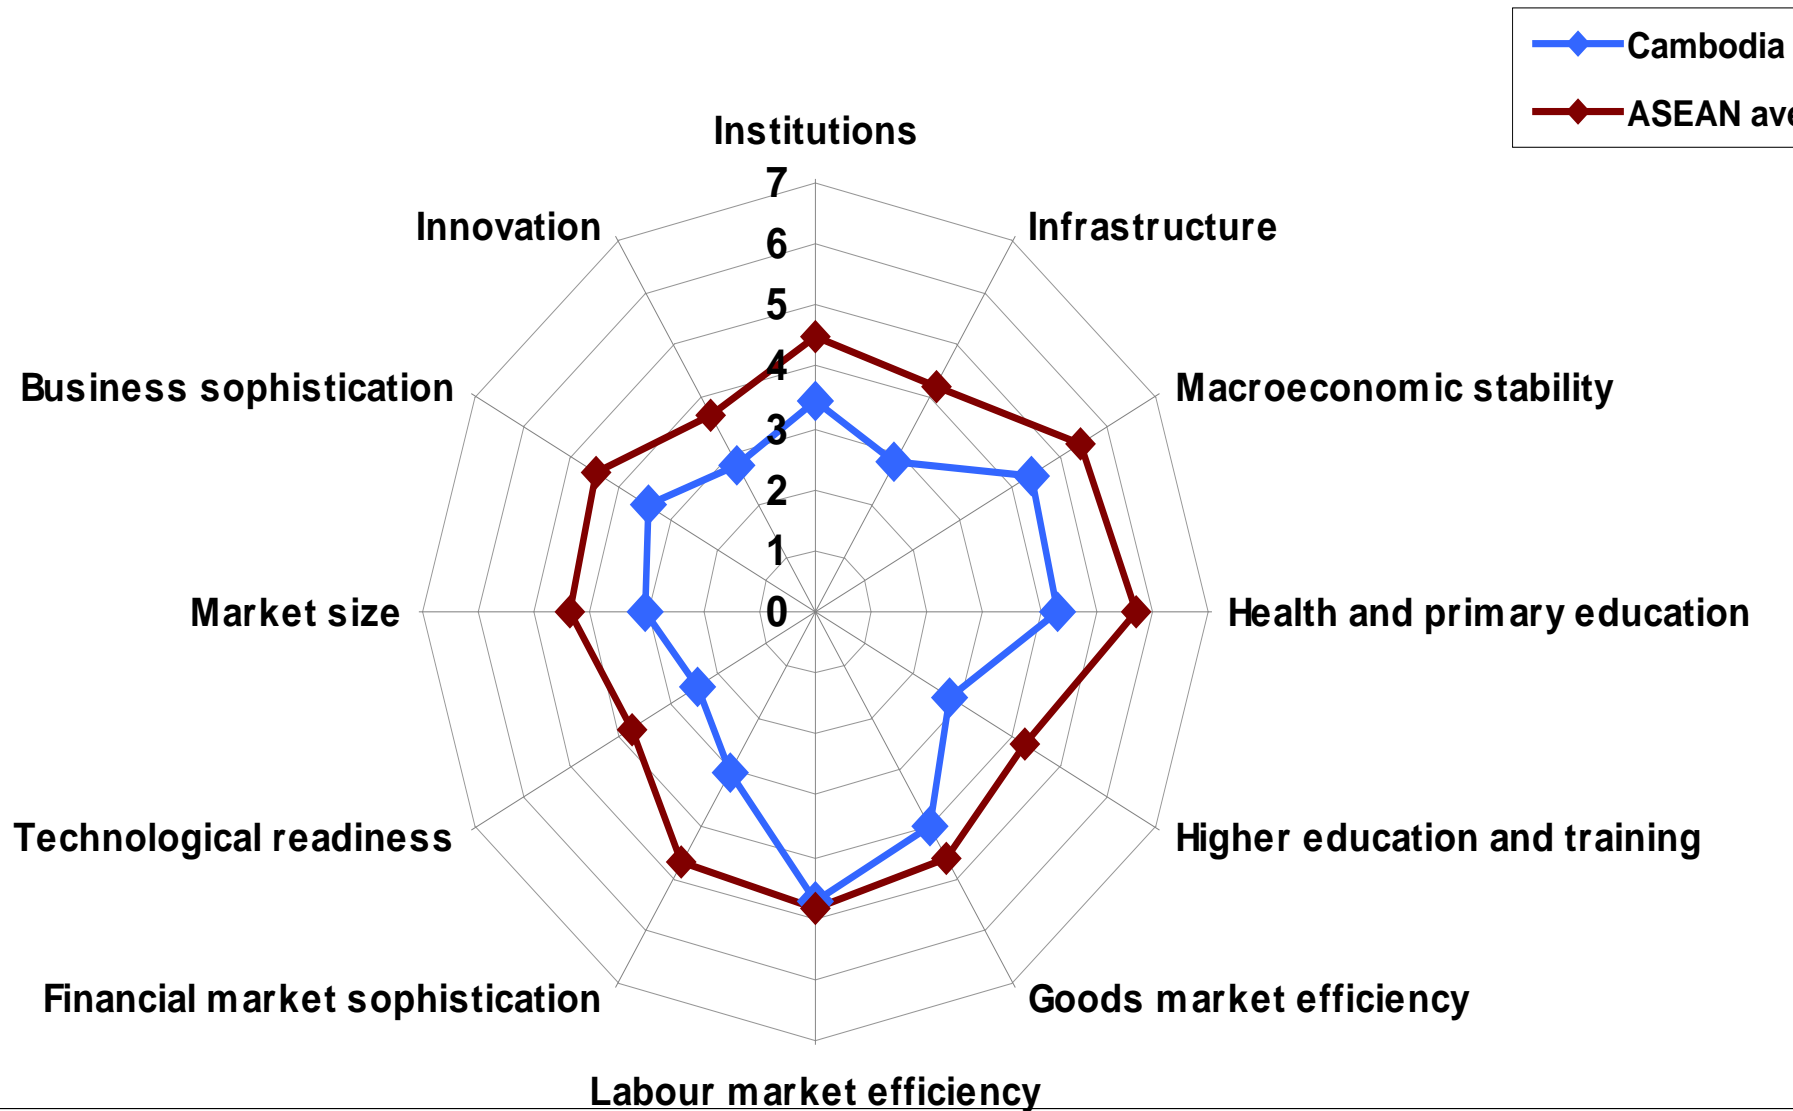 Cambodia
ASEAN ave
Institutions
7
Innovation
Infrastructure
6
5
4
Business sophistication
Macroeconomic stability
3
2
1
Market size
0
Health and primary education
Technological readiness
Higher education and training
Financial market sophistication
Goods market efficiency
Labour market efficiency